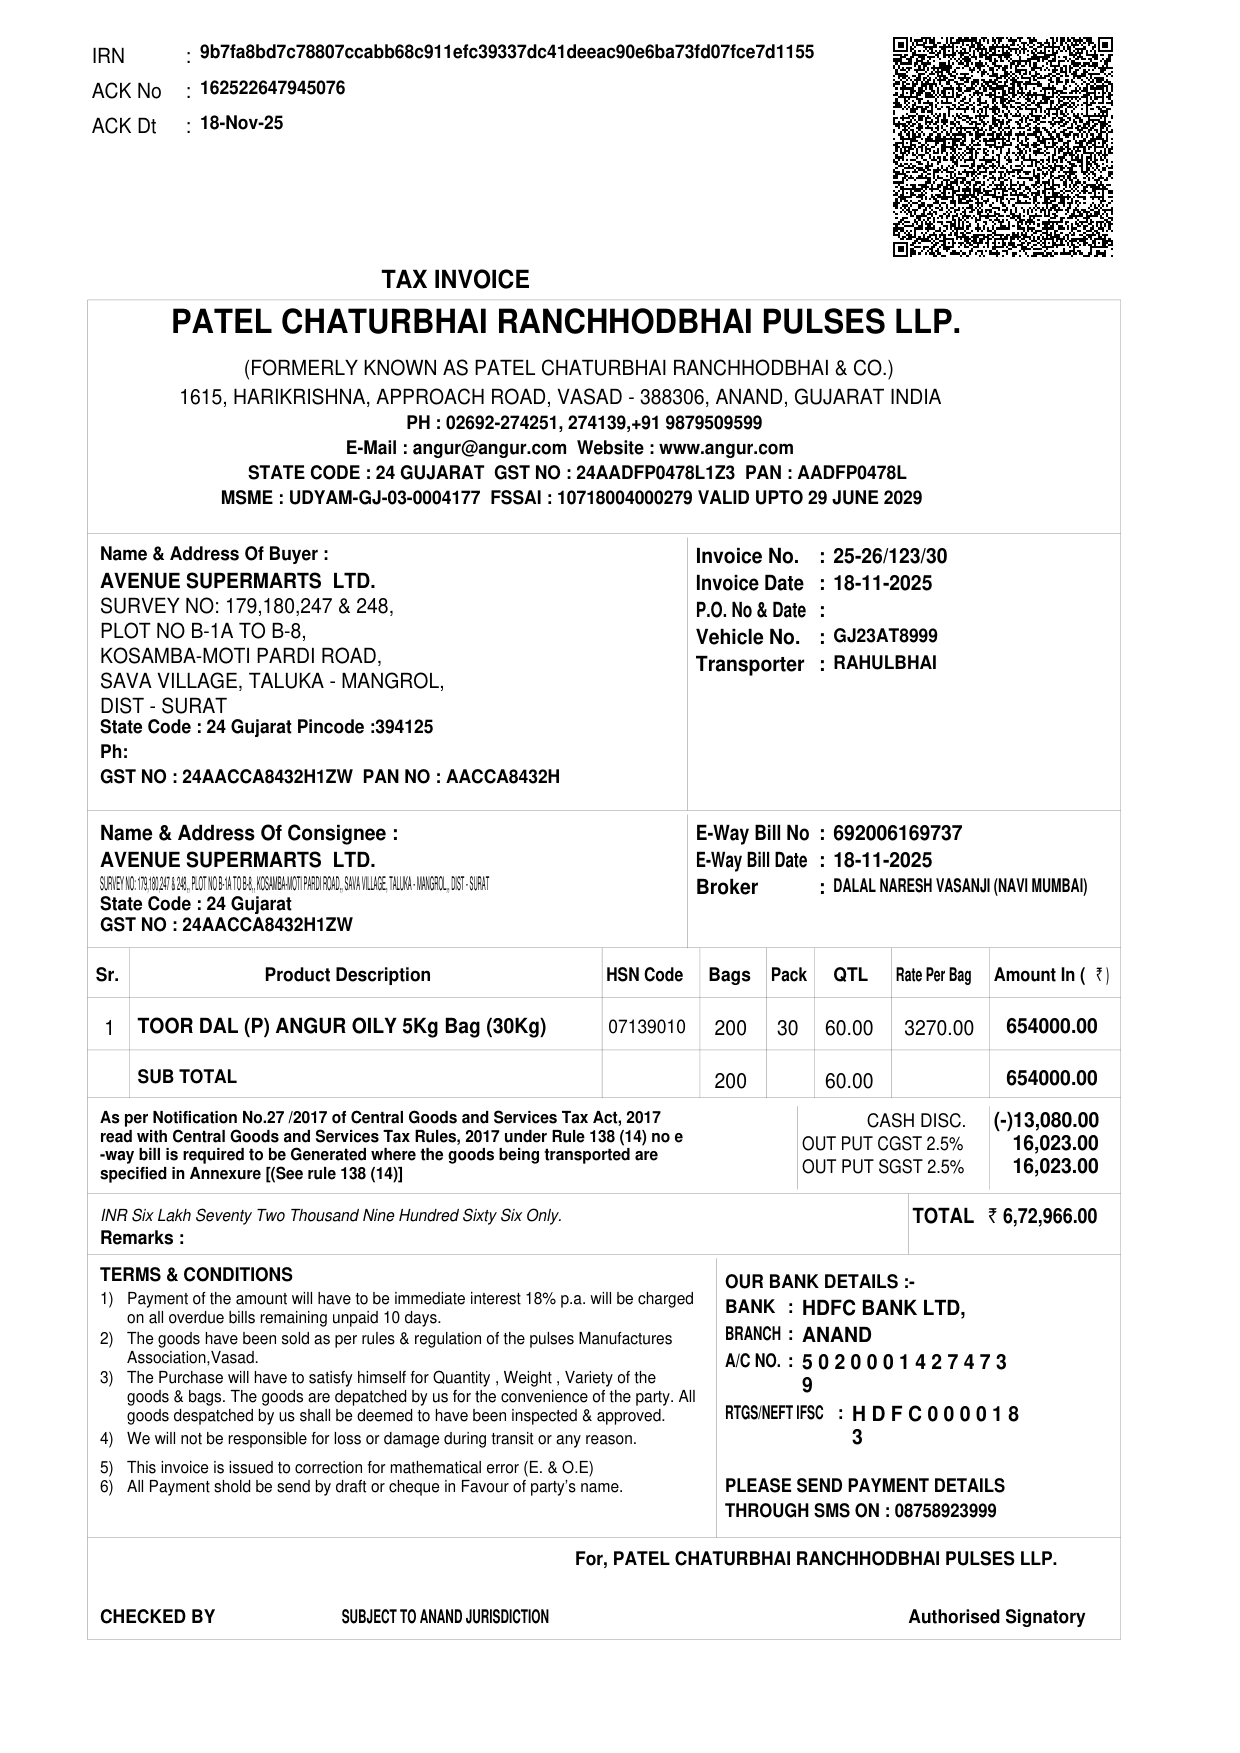 IRN : 9b7fa8bd7c78807ccabb68c911efc39337dc41deeac90e6ba73fd07fce7d1155
ACK No : 162522647945076
ACK Dt : 18-Nov-25
TAX INVOICE
PATEL CHATURBHAI RANCHHODBHAI PULSES LLP.
(FORMERLY KNOWN AS PATEL CHATURBHAI RANCHHODBHAI & CO.)
1615, HARIKRISHNA, APPROACH ROAD, VASAD - 388306, ANAND, GUJARAT INDIA
PH : 02692-274251, 274139,+91 9879509599
E-Mail : angur@angur.com Website : www.angur.com
STATE CODE : 24 GUJARAT GST NO : 24AADFP0478L1Z3 PAN : AADFP0478L
MSME : UDYAM-GJ-03-0004177 FSSAI : 10718004000279 VALID UPTO 29 JUNE 2029
Name & Address Of Buyer :
AVENUE SUPERMARTS LTD.
SURVEY NO: 179,180,247 & 248,
PLOT NO B-1A TO B-8,
KOSAMBA-MOTI PARDI ROAD,
SAVA VILLAGE, TALUKA - MANGROL,
DIST - SURAT
State Code : 24 Gujarat Pincode :394125
Ph:
GST NO : 24AACCA8432H1ZW PAN NO : AACCA8432H
Invoice No. : 25-26/123/30
Invoice Date : 18-11-2025
P.O. No & Date :
Vehicle No. : GJ23AT8999
Transporter : RAHULBHAI
Name & Address Of Consignee :
AVENUE SUPERMARTS LTD.
SURVEY NO: 179,180,247 & 248,, PLOT NO B-1A TO B-8,, KOSAMBA-MOTI PARDI ROAD,, SAVA VILLAGE, TALUKA - MANGROL,, DIST - SURAT
State Code : 24 Gujarat
GST NO : 24AACCA8432H1ZW
E-Way Bill No : 692006169737
E-Way Bill Date : 18-11-2025
Broker : DALAL NARESH VASANJI (NAVI MUMBAI)
Sr. Product Description HSN Code Bags Pack QTL Rate Per Bag Amount In ( ₹ )
1 TOOR DAL (P) ANGUR OILY 5Kg Bag (30Kg) 07139010 200 30 60.00 3270.00 654000.00
SUB TOTAL 200 60.00 654000.00
As per Notification No.27 /2017 of Central Goods and Services Tax Act, 2017
read with Central Goods and Services Tax Rules, 2017 under Rule 138 (14) no e
-way bill is required to be Generated where the goods being transported are
specified in Annexure [(See rule 138 (14)]
CASH DISC. (-)13,080.00
OUT PUT CGST 2.5% 16,023.00
OUT PUT SGST 2.5% 16,023.00
INR Six Lakh Seventy Two Thousand Nine Hundred Sixty Six Only.
Remarks :
TOTAL ₹ 6,72,966.00
TERMS & CONDITIONS
1) Payment of the amount will have to be immediate interest 18% p.a. will be charged
on all overdue bills remaining unpaid 10 days.
2) The goods have been sold as per rules & regulation of the pulses Manufactures
Association,Vasad.
3) The Purchase will have to satisfy himself for Quantity , Weight , Variety of the
goods & bags. The goods are depatched by us for the convenience of the party. All
goods despatched by us shall be deemed to have been inspected & approved.
4) We will not be responsible for loss or damage during transit or any reason.
5) This invoice is issued to correction for mathematical error (E. & O.E)
6) All Payment shold be send by draft or cheque in Favour of party's name.
OUR BANK DETAILS :-
BANK : HDFC BANK LTD,
BRANCH : ANAND
A/C NO. : 5020001427473
9
RTGS/NEFT IFSC : HDFC000018
3
PLEASE SEND PAYMENT DETAILS
THROUGH SMS ON : 08758923999
For, PATEL CHATURBHAI RANCHHODBHAI PULSES LLP.
CHECKED BY SUBJECT TO ANAND JURISDICTION Authorised Signatory